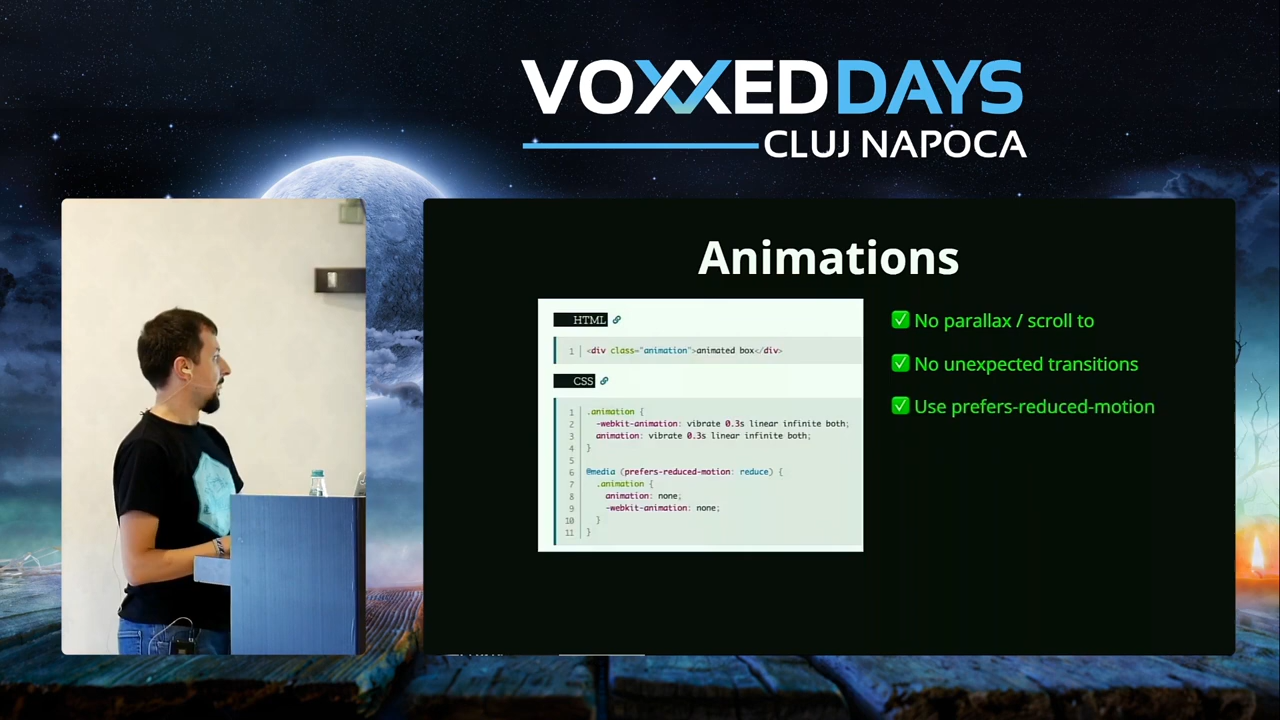 VOXXEDDAYS
CLUJ NAPOCA
Animations
HTML
1 <div class="animation">animated box</div>
CSS
1 .animation {
2 -webkit-animation: vibrate 0.3s linear infinite both;
3 animation: vibrate 0.3s linear infinite both;
4 }
5
6 @media (prefers-reduced-motion: reduce) {
7 .animation {
8 animation: none;
9 -webkit-animation: none;
10 }
11 }
✅ No parallax / scroll to
✅ No unexpected transitions
✅ Use prefers-reduced-motion